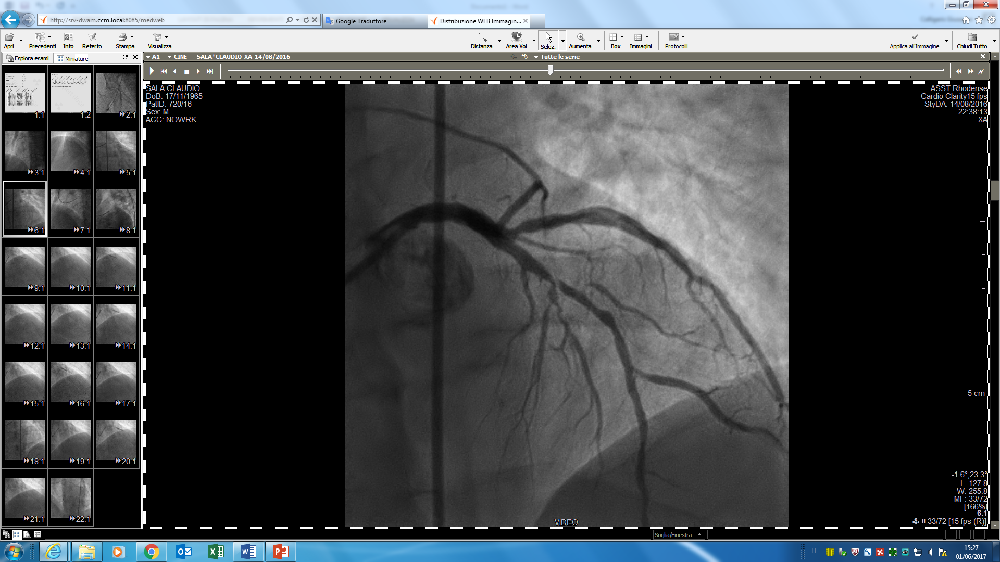 http://srv-dwam.ccm.local:8085/medweb
Google Traduttore
Distribuzione WEB Immagin...
Apri
Precedenti
Info
Referto
Stampa
Visualizza
Distanza
Area Vol
Selez.
Aumenta
Box
Immagini
Protocolli
Applica all'Immagine
Chiudi Tutto
Esplora esami
Miniature
A1
CINE
SALA*CLAUDIO-XA-14/08/2016
Tutte le serie
1.1
1.2
2.1
3.1
4.1
5.1
6.1
7.1
8.1
9.1
10.1
11.1
12.1
13.1
14.1
15.1
16.1
17.1
18.1
19.1
20.1
21.1
22.1
SALA CLAUDIO
DoB: 17/11/1965
PatID: 720/16
Sex: M
ACC: NOWRK
ASST Rhodense
Cardio Clarity15 fps
StyDA: 14/08/2016
22:38:13
XA
5 cm
-1.6°,23.3°
L: 127.8
W: 255.8
MF: 33/72
[166%]
6.1
33/72 [15 fps (R)]
VIDEO
Soglia/Finestra
IT
15:27
01/06/2017